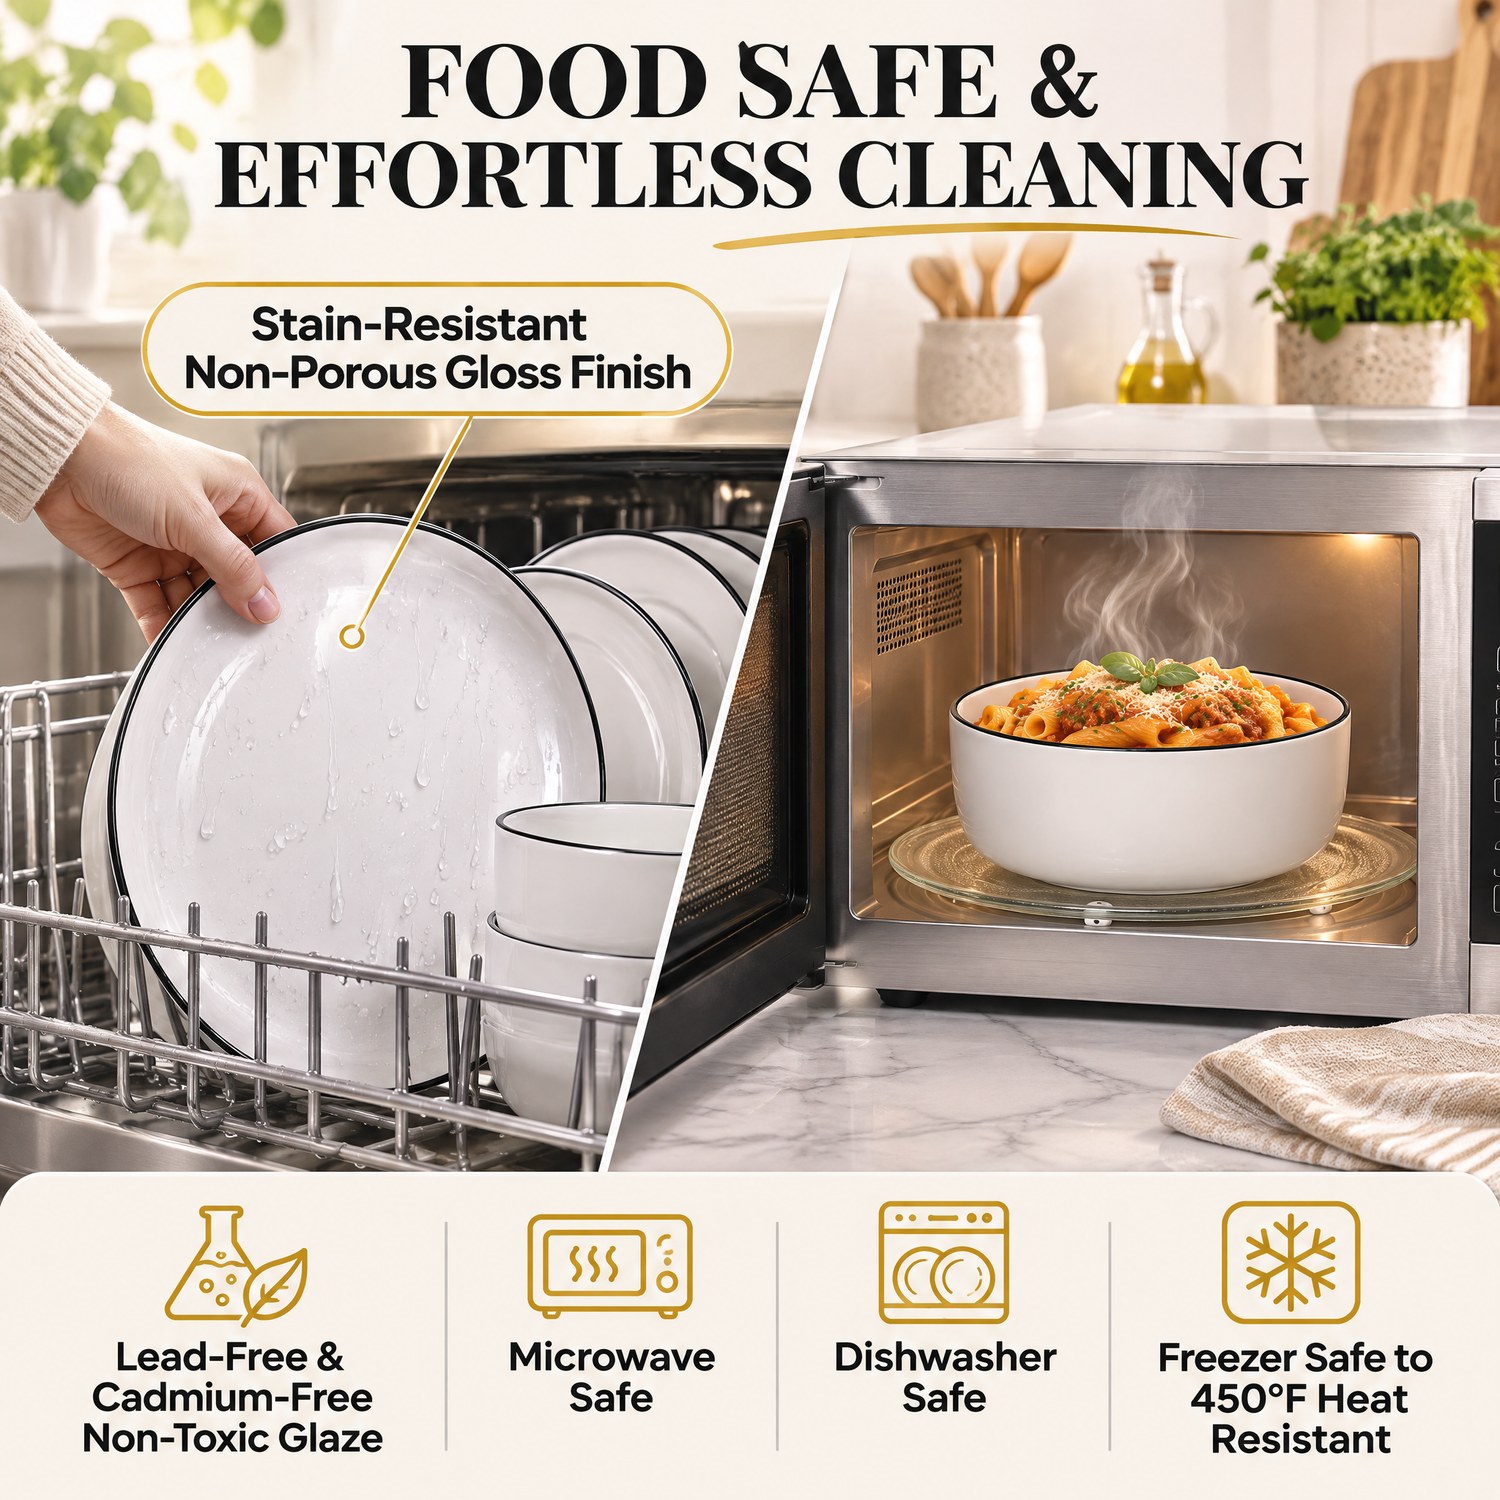 FOOD SAFE &
EFFORTLESS CLEANING
Stain-Resistant
Non-Porous Gloss Finish
Lead-Free &
Cadmium-Free
Non-Toxic Glaze
Microwave
Safe
Dishwasher
Safe
Freezer Safe to
450°F Heat
Resistant